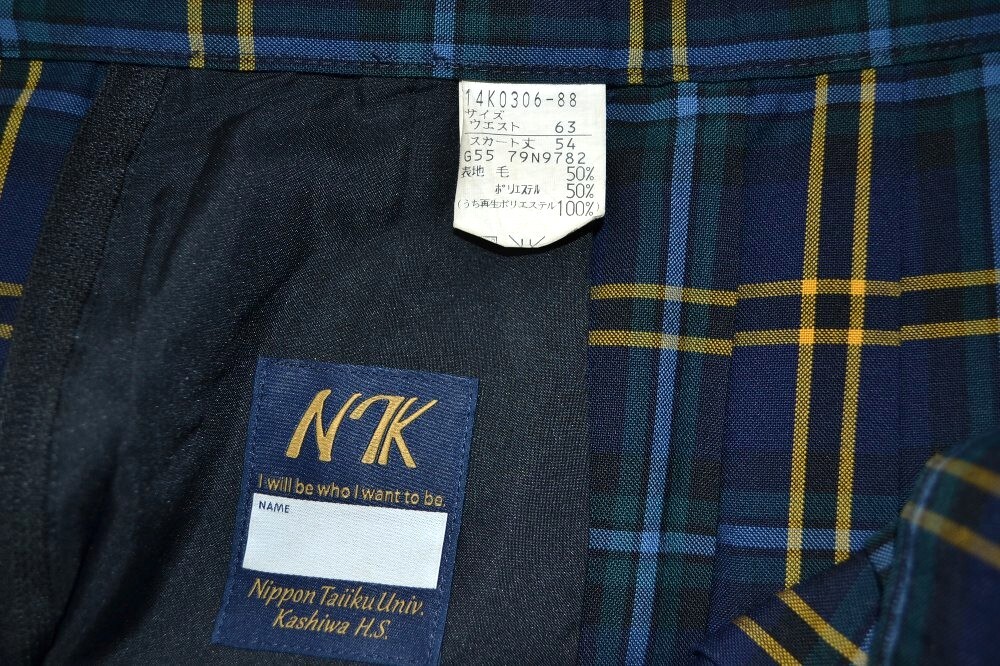 14K0306-88
サイズ
ウエスト 63
スカート丈 54
G55 79N9782
表地 毛 50%
ポリエステル 50%
(うち再生ポリエステル100%)
NTK
I will be who I want to be.
NAME
Nippon Taiiku Univ.
Kashiwa H.S.